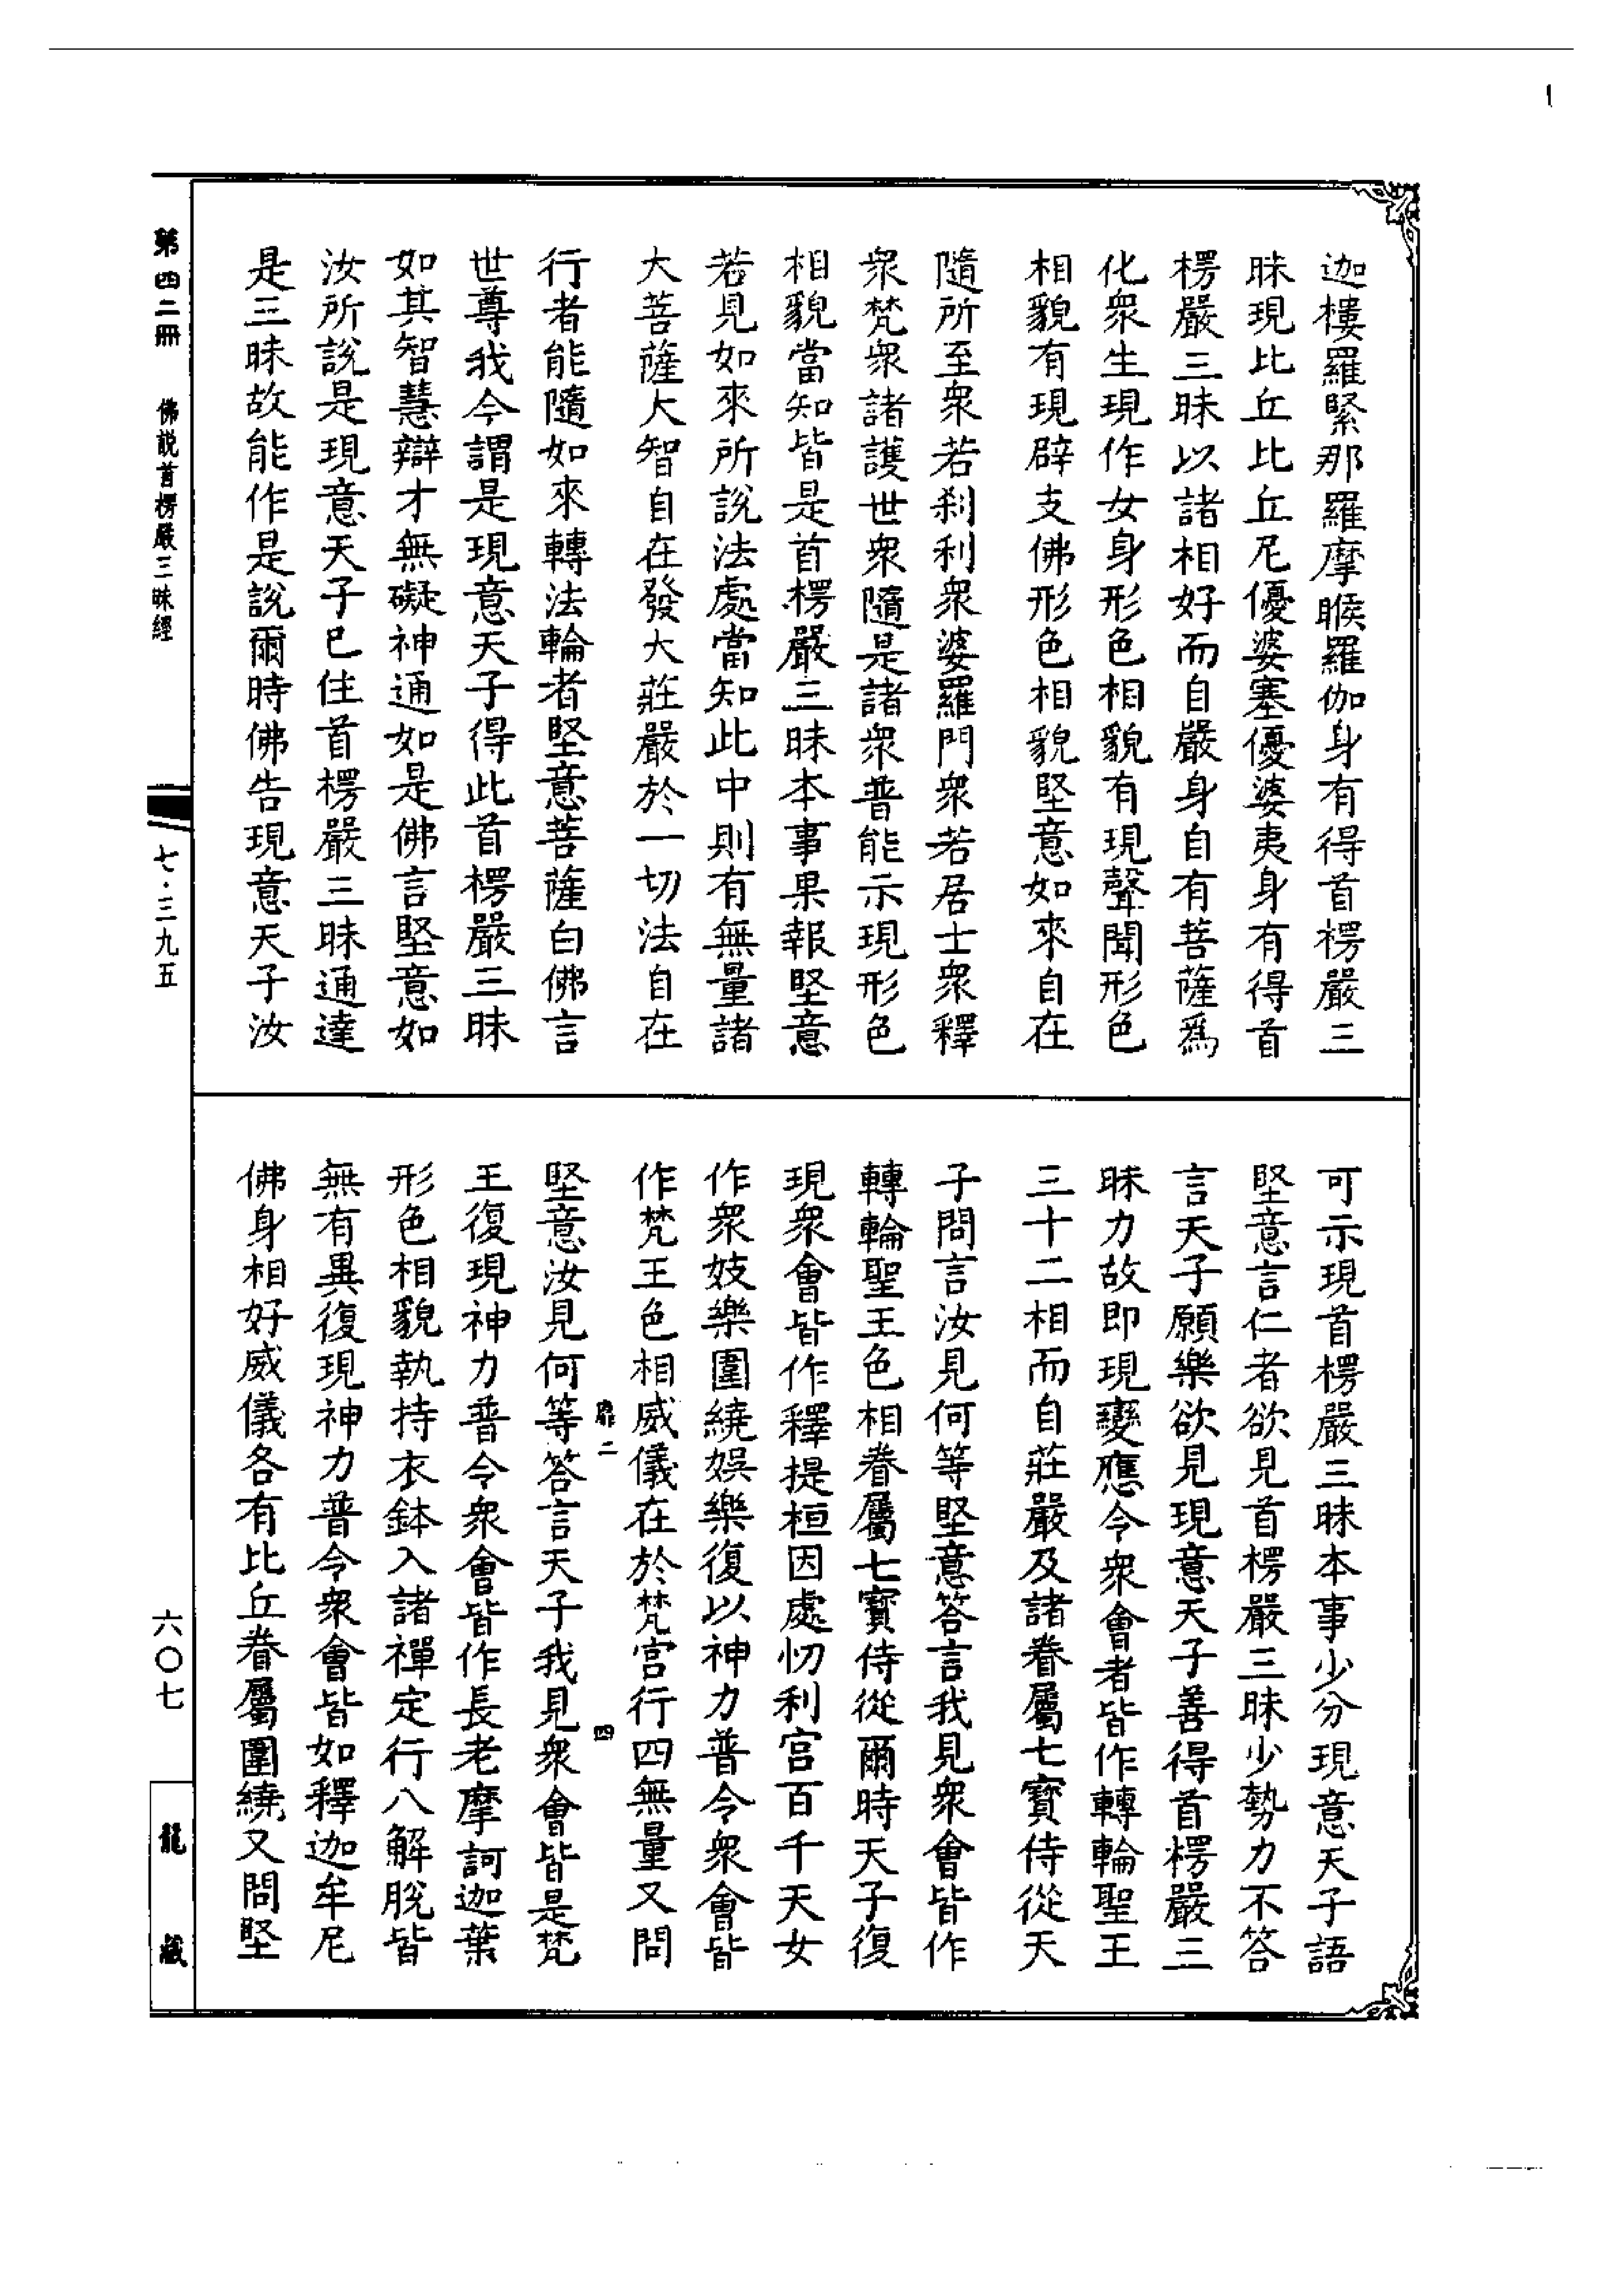 迦樓羅緊那羅摩睺羅伽身有得首楞嚴三
昧現比丘比丘尼優婆塞優婆夷身有得首
楞嚴三昧以諸相好而自嚴身自有菩薩爲
化衆生現作女身形色相貌有現聲聞形色
相貌有現辟支佛形色相貌堅意如來自在
隨所至衆若刹利衆婆羅門衆若居士衆釋
衆梵衆諸護世衆隨是諸衆普能示現形色
相貌當知皆是首楞嚴三昧本事果報堅意
若見如來所說法處當知此中則有無量諸
大菩薩大智自在發大莊嚴於一切法自在
行者能隨如來轉法輪者堅意菩薩白佛言
世尊我今謂是現意天子得此首楞嚴三昧
如其智慧辯才無礙神通如是佛言堅意如
汝所說是現意天子巳住首楞嚴三昧通達
是三昧故能作是說爾時佛告現意天子汝
可示現首楞嚴三昧本事少分現意天子語
堅意言仁者欲見首楞嚴三昧少勢力不答
言天子願樂欲見現意天子善得首楞嚴三
昧力故即現變應令衆會者皆作轉輪聖王
三十二相而自莊嚴及諸眷屬七寶侍從天
子問言汝見何等堅意答言我見衆會皆作
轉輪聖王色相眷屬七寶侍從爾時天子復
現衆會皆作釋提桓因處忉利宮百千天女
作衆妓樂圍繞娛樂復以神力普令衆會皆
作梵王色相威儀在於梵宮行四無量又問
二 四
堅意汝見何等答言天子我見衆會皆是梵
王復現神力普令衆會皆作長老摩訶迦葉
形色相貌執持衣鉢入諸禪定行八解脫皆
無有異復現神力普令衆會皆如釋迦牟尼
佛身相好威儀各有比丘眷屬圍繞又問堅
第四二冊 佛説首楞嚴三昧經 七·三九五 六〇七 龍藏